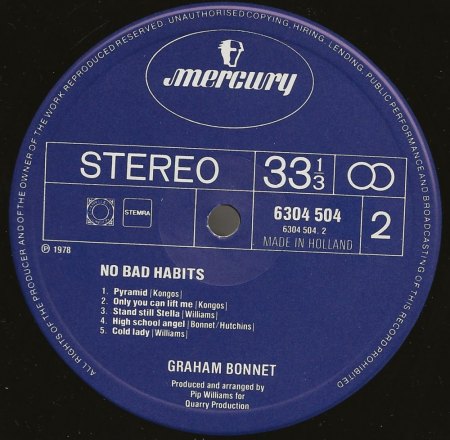 ALL RIGHTS OF THE PRODUCER AND OF THE OWNER OF THE WORK REPRODUCED RESERVED. UNAUTHORISED COPYING, HIRING, LENDING, PUBLIC PERFORMANCE AND BROADCASTING OF THIS RECORD PROHIBITED
mercury
STEREO
33 1/3
STEMRA
6304 504
6304 504. 2
MADE IN HOLLAND
2
℗ 1978
NO BAD HABITS
1. Pyramid (Kongos)
2. Only you can lift me (Kongos)
3. Stand still Stella (Williams)
4. High school angel (Bonnet/Hutchins)
5. Cold lady (Williams)
GRAHAM BONNET
Produced and arranged by
Pip Williams for
Quarry Production